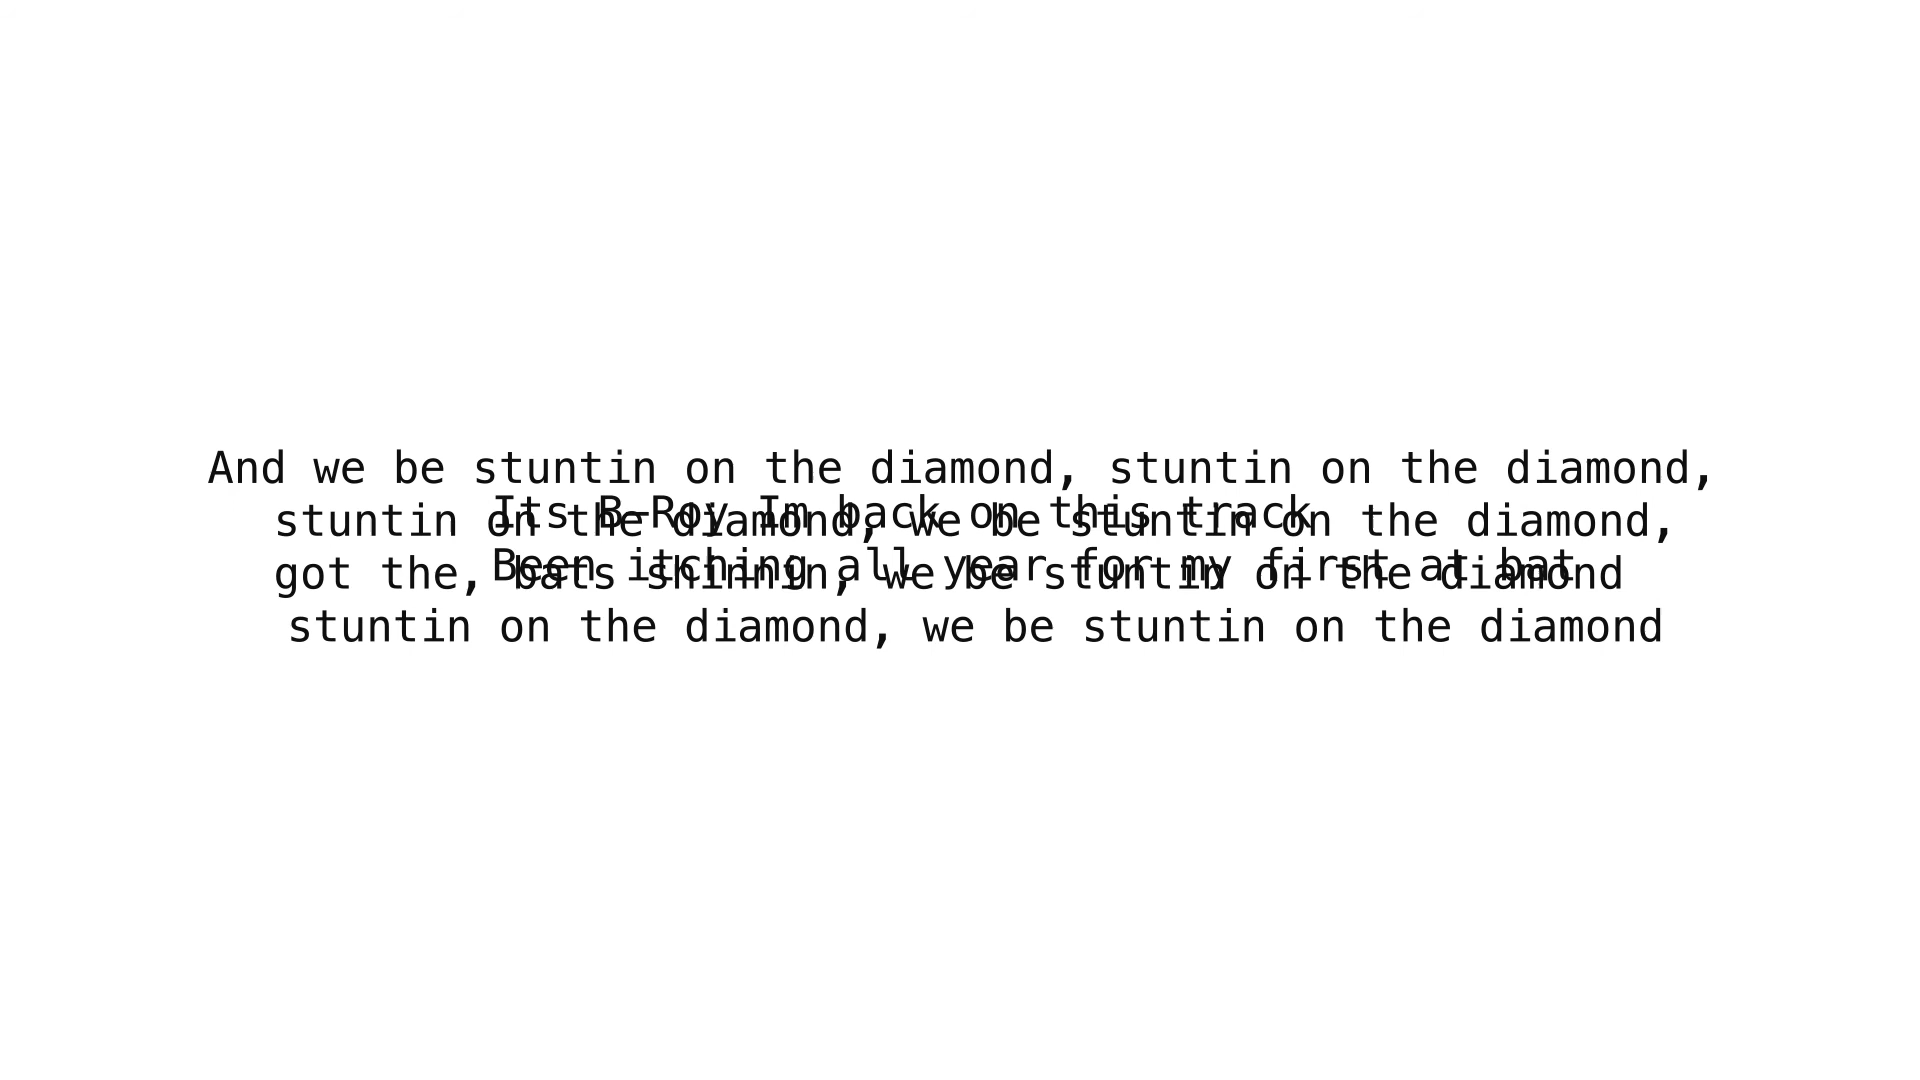 And we be stuntin on the diamond, stuntin on the diamond,
Its B-Roy Im back on this track
stuntin on the diamond, we be stuntin on the diamond,
Been itching all year for my first at bat
got the, bats shinnin, we be stuntin on the diamond
stuntin on the diamond, we be stuntin on the diamond